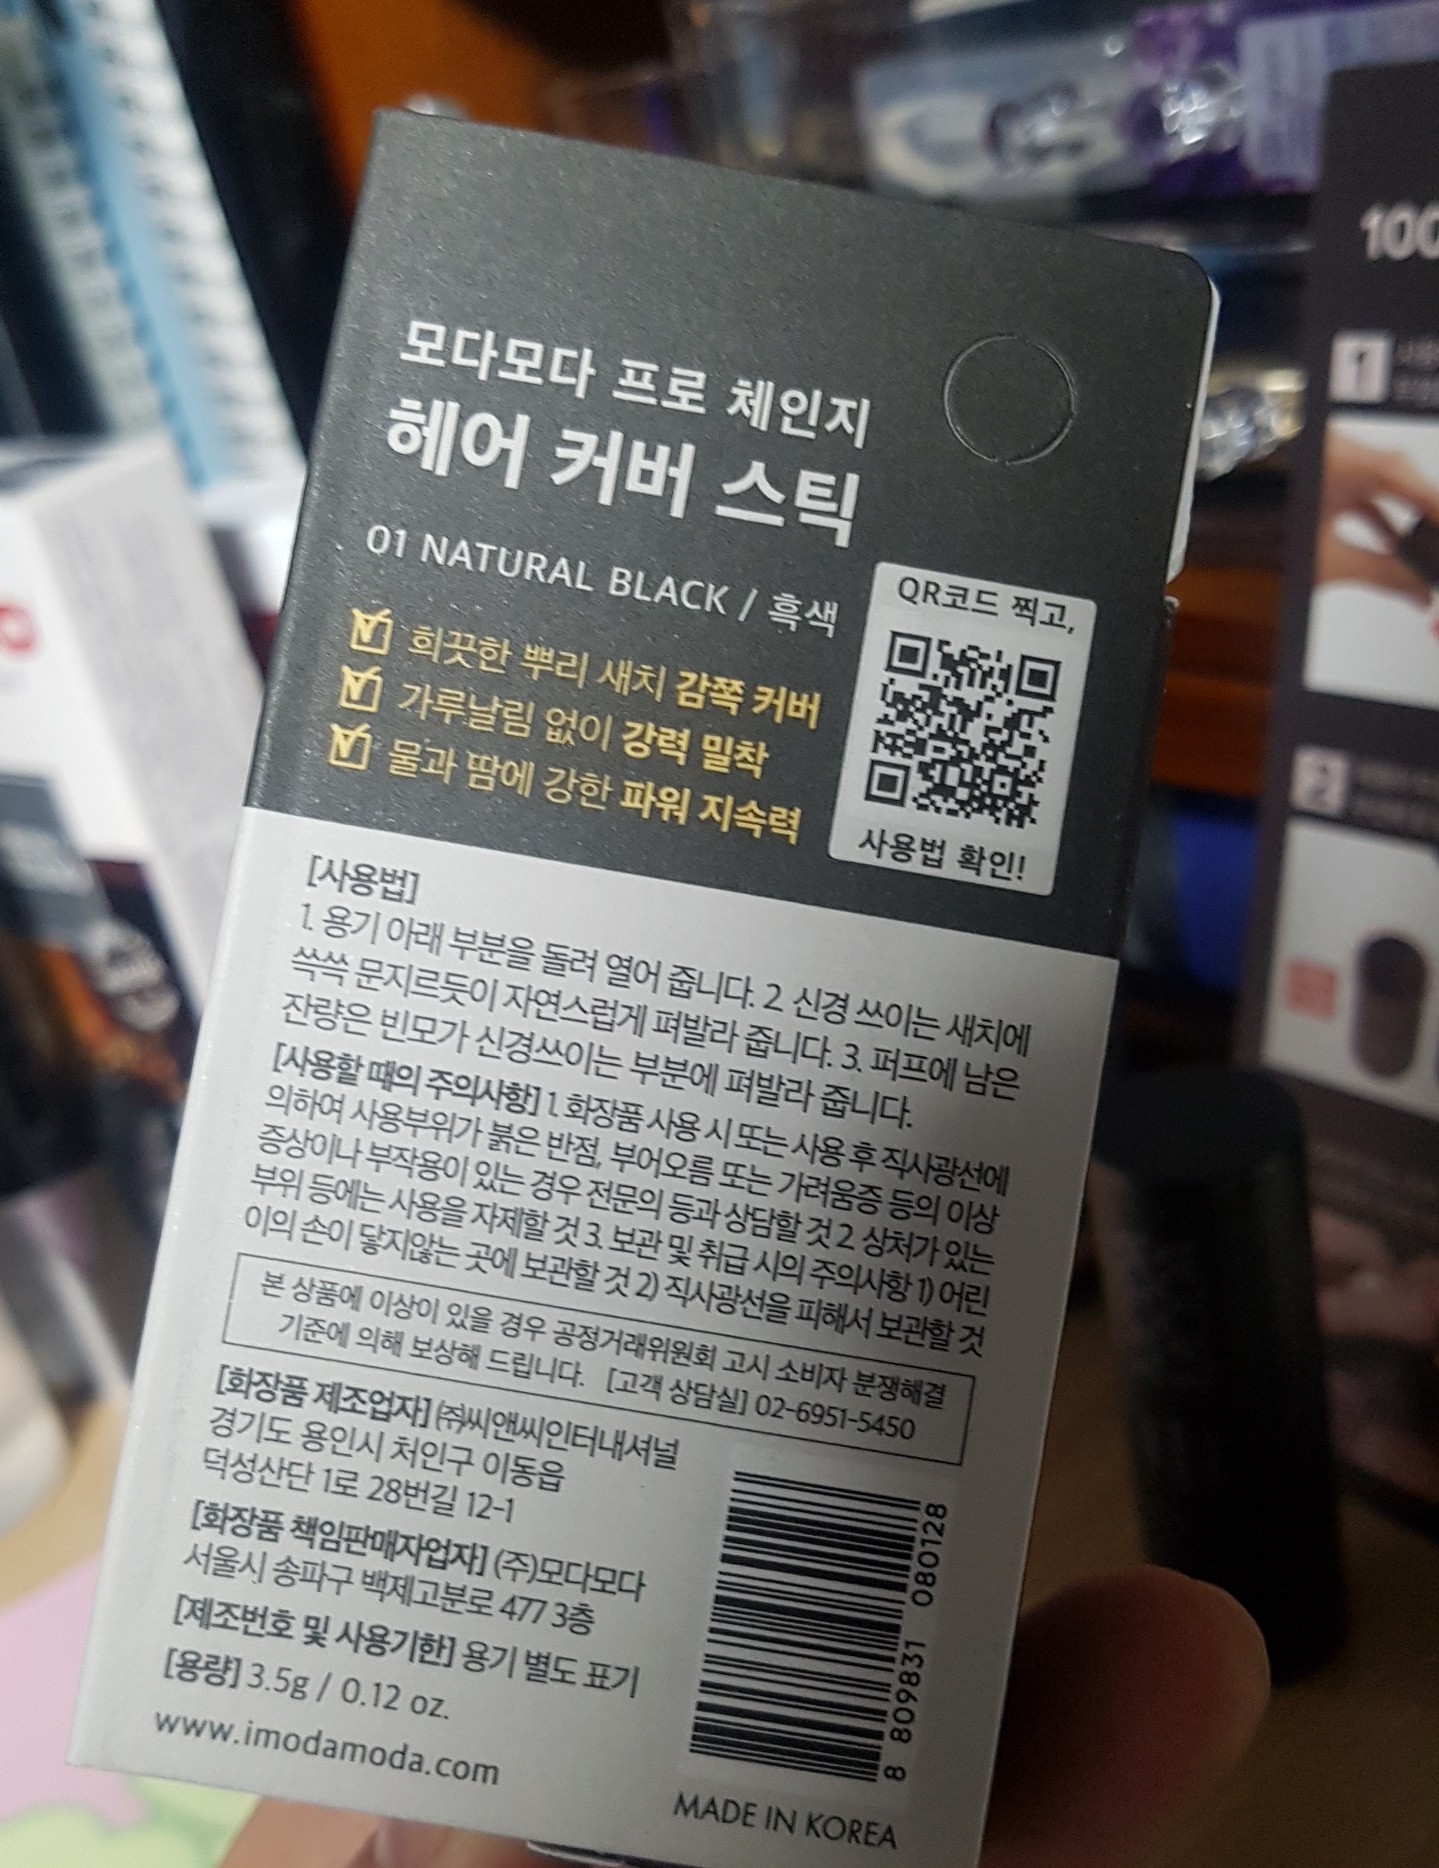 모다모다 프로 체인지
헤어 커버 스틱
01 NATURAL BLACK / 흑색
희끗한 뿌리 새치 감쪽 커버
가루날림 없이 강력 밀착
물과 땀에 강한 파워 지속력
QR코드 찍고,
사용법 확인!
[사용법]
1. 용기 아래 부분을 돌려 열어 줍니다. 2 신경 쓰이는 새치에
쓱쓱 문지르듯이 자연스럽게 펴발라 줍니다. 3. 퍼프에 남은
잔량은 빈모가 신경쓰이는 부분에 펴발라 줍니다.
[사용할 때의 주의사항] 1. 화장품 사용 시 또는 사용 후 직사광선에
의하여 사용부위가 붉은 반점, 부어오름 또는 가려움증 등의 이상
증상이나 부작용이 있는 경우 전문의 등과 상담할 것 2 상처가 있는
부위 등에는 사용을 자제할 것 3. 보관 및 취급 시의 주의사항 1) 어린
이의 손이 닿지않는 곳에 보관할 것 2) 직사광선을 피해서 보관할 것
본 상품에 이상이 있을 경우 공정거래위원회 고시 소비자 분쟁해결
기준에 의해 보상해 드립니다. [고객 상담실] 02-6951-5450
[화장품 제조업자] ㈜씨앤씨인터내셔널
경기도 용인시 처인구 이동읍
덕성산단 1로 28번길 12-1
[화장품 책임판매자업자] (주)모다모다
서울시 송파구 백제고분로 477 3층
[제조번호 및 사용기한] 용기 별도 표기
[용량] 3.5g / 0.12 oz.
www.imodamoda.com
8 809831 080128
MADE IN KOREA
100
1
2